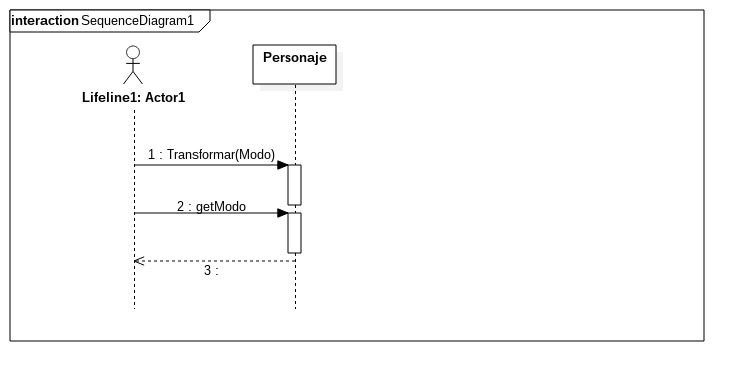 interaction SequenceDiagram1
Personaje
Lifeline1: Actor1
1 : Transformar(Modo)
2 : getModo
3 :